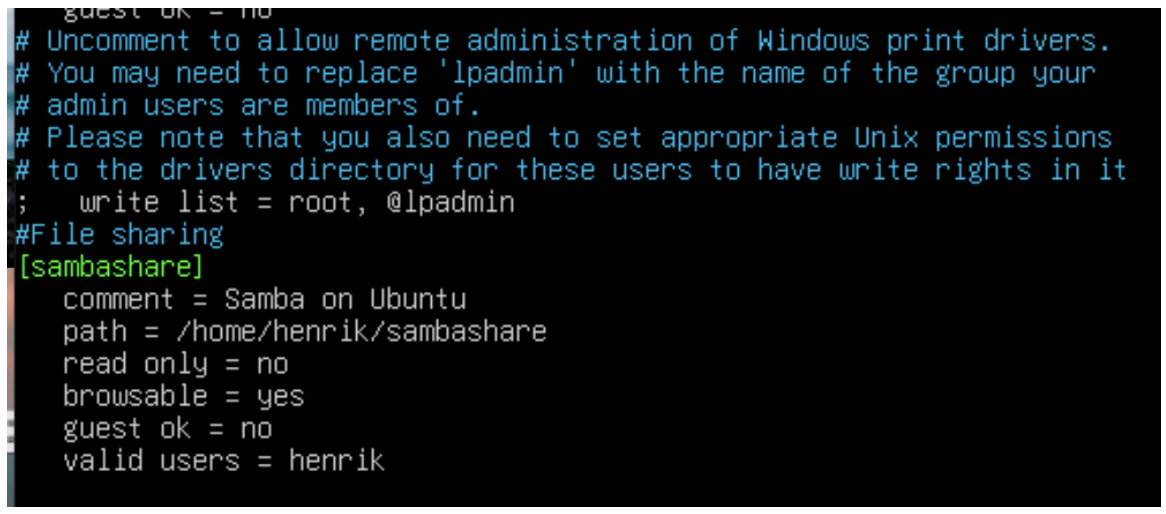 guest ok = no
# Uncomment to allow remote administration of Windows print drivers.
# You may need to replace 'lpadmin' with the name of the group your
# admin users are members of.
# Please note that you also need to set appropriate Unix permissions
# to the drivers directory for these users to have write rights in it
;   write list = root, @lpadmin
#File sharing
[sambashare]
   comment = Samba on Ubuntu
   path = /home/henrik/sambashare
   read only = no
   browsable = yes
   guest ok = no
   valid users = henrik